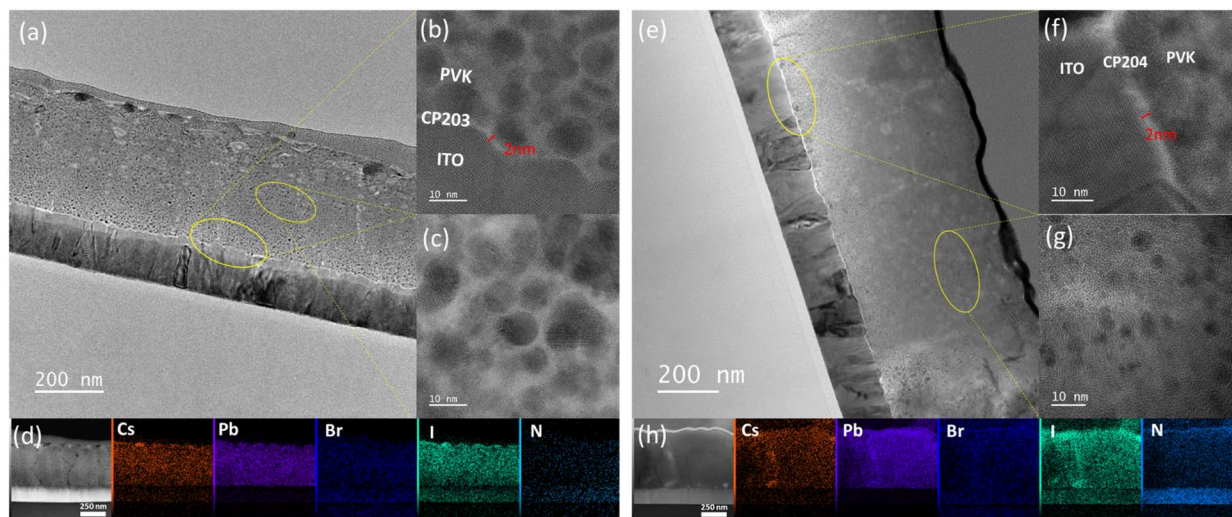 (a)
200 nm
(b)
PVK
CP203
ITO
2nm
10 nm
(c)
10 nm
(d)
250 nm
Cs
Pb
Br
I
N
(e)
200 nm
(f)
ITO
CP204
PVK
2nm
10 nm
(g)
10 nm
(h)
250 nm
Cs
Pb
Br
I
N